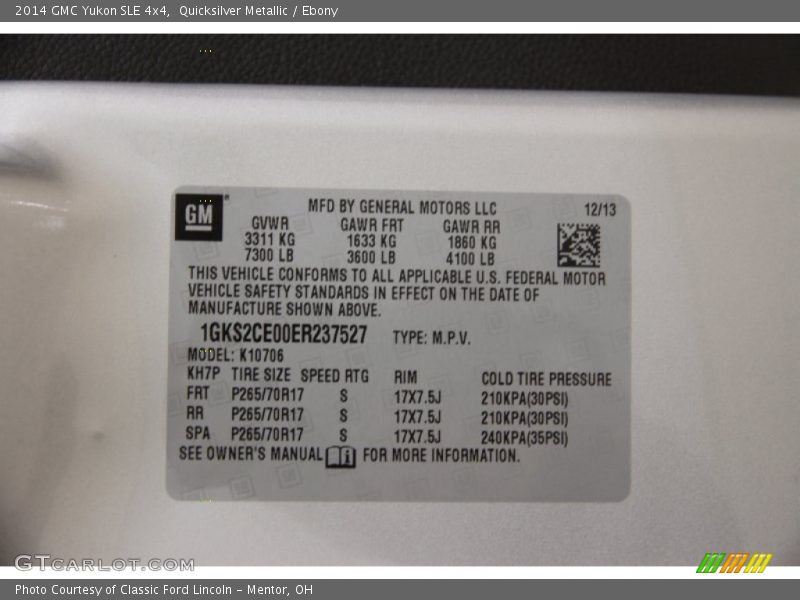 2014 GMC Yukon SLE 4x4, Quicksilver Metallic / Ebony
GM
MFD BY GENERAL MOTORS LLC 12/13
GVWR GAWR FRT GAWR RR
3311 KG 1633 KG 1860 KG
7300 LB 3600 LB 4100 LB
THIS VEHICLE CONFORMS TO ALL APPLICABLE U.S. FEDERAL MOTOR
VEHICLE SAFETY STANDARDS IN EFFECT ON THE DATE OF
MANUFACTURE SHOWN ABOVE.
1GKS2CE00ER237527 TYPE: M.P.V.
MODEL: K10706
KH7P TIRE SIZE SPEED RTG RIM COLD TIRE PRESSURE
FRT P265/70R17 S 17X7.5J 210KPA(30PSI)
RR P265/70R17 S 17X7.5J 210KPA(30PSI)
SPA P265/70R17 S 17X7.5J 240KPA(35PSI)
SEE OWNER'S MANUAL FOR MORE INFORMATION.
GTCARLOT.COM
Photo Courtesy of Classic Ford Lincoln - Mentor, OH